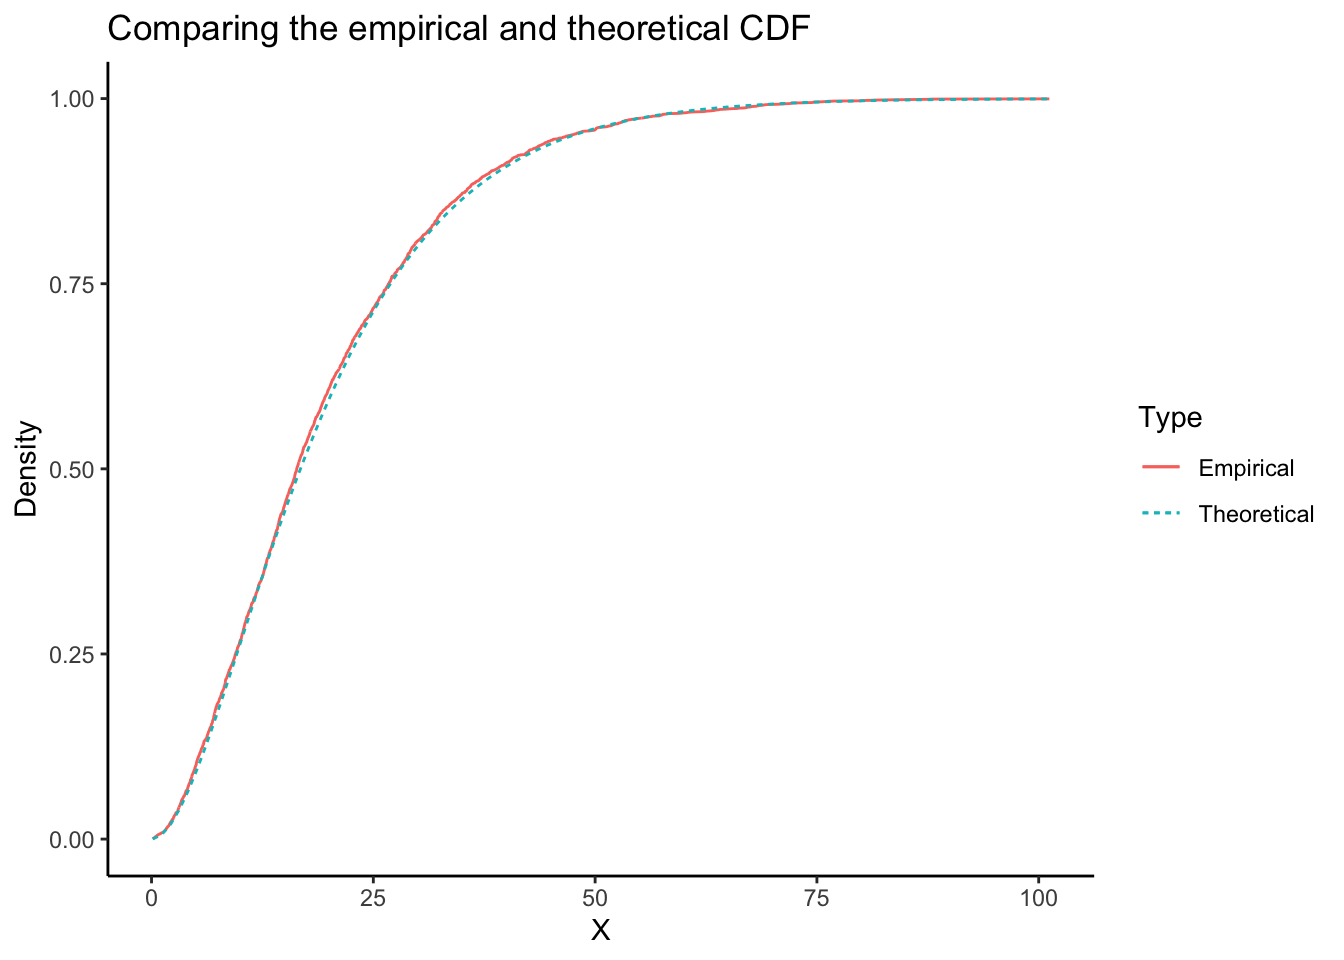 Comparing the empirical and theoretical CDF
1.00
0.75
0.50
0.25
0.00
Density
0 25 50 75 100
X
Type
Empirical
Theoretical